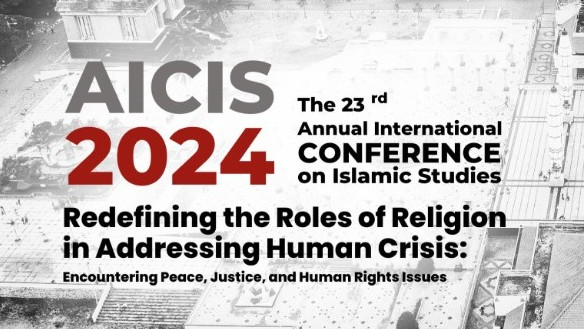 AICIS
2024
The 23 rd
Annual International
CONFERENCE
on Islamic Studies
Redefining the Roles of Religion
in Addressing Human Crisis:
Encountering Peace, Justice, and Human Rights Issues